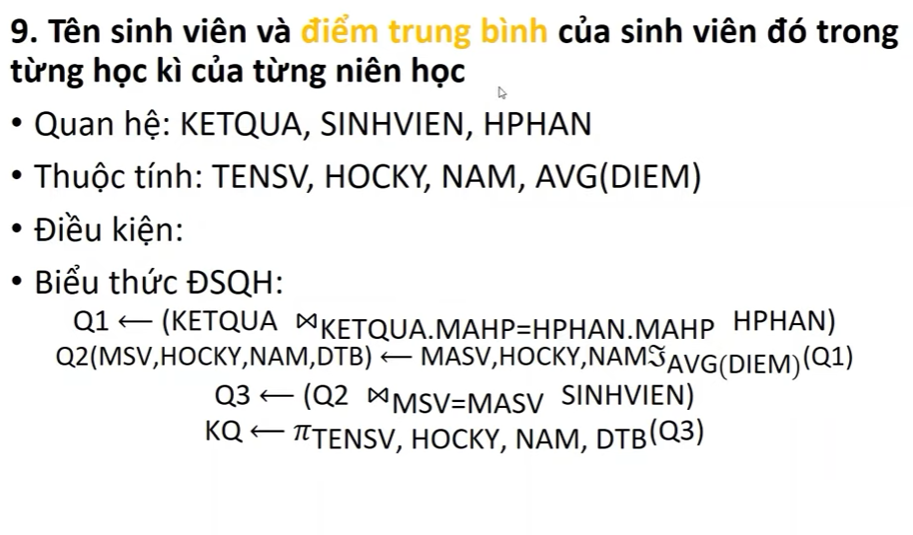 9. Tên sinh viên và điểm trung bình của sinh viên đó trong
từng học kì của từng niên học
• Quan hệ: KETQUA, SINHVIEN, HPHAN
• Thuộc tính: TENSV, HOCKY, NAM, AVG(DIEM)
• Điều kiện:
• Biểu thức ĐSQH:
Q1 ⟵ (KETQUA ⋈KETQUA.MAHP=HPHAN.MAHP HPHAN)
Q2(MSV,HOCKY,NAM,DTB) ⟵ MASV,HOCKY,NAMℑAVG(DIEM)(Q1)
Q3 ⟵ (Q2 ⋈MSV=MASV SINHVIEN)
KQ ⟵ πTENSV, HOCKY, NAM, DTB(Q3)